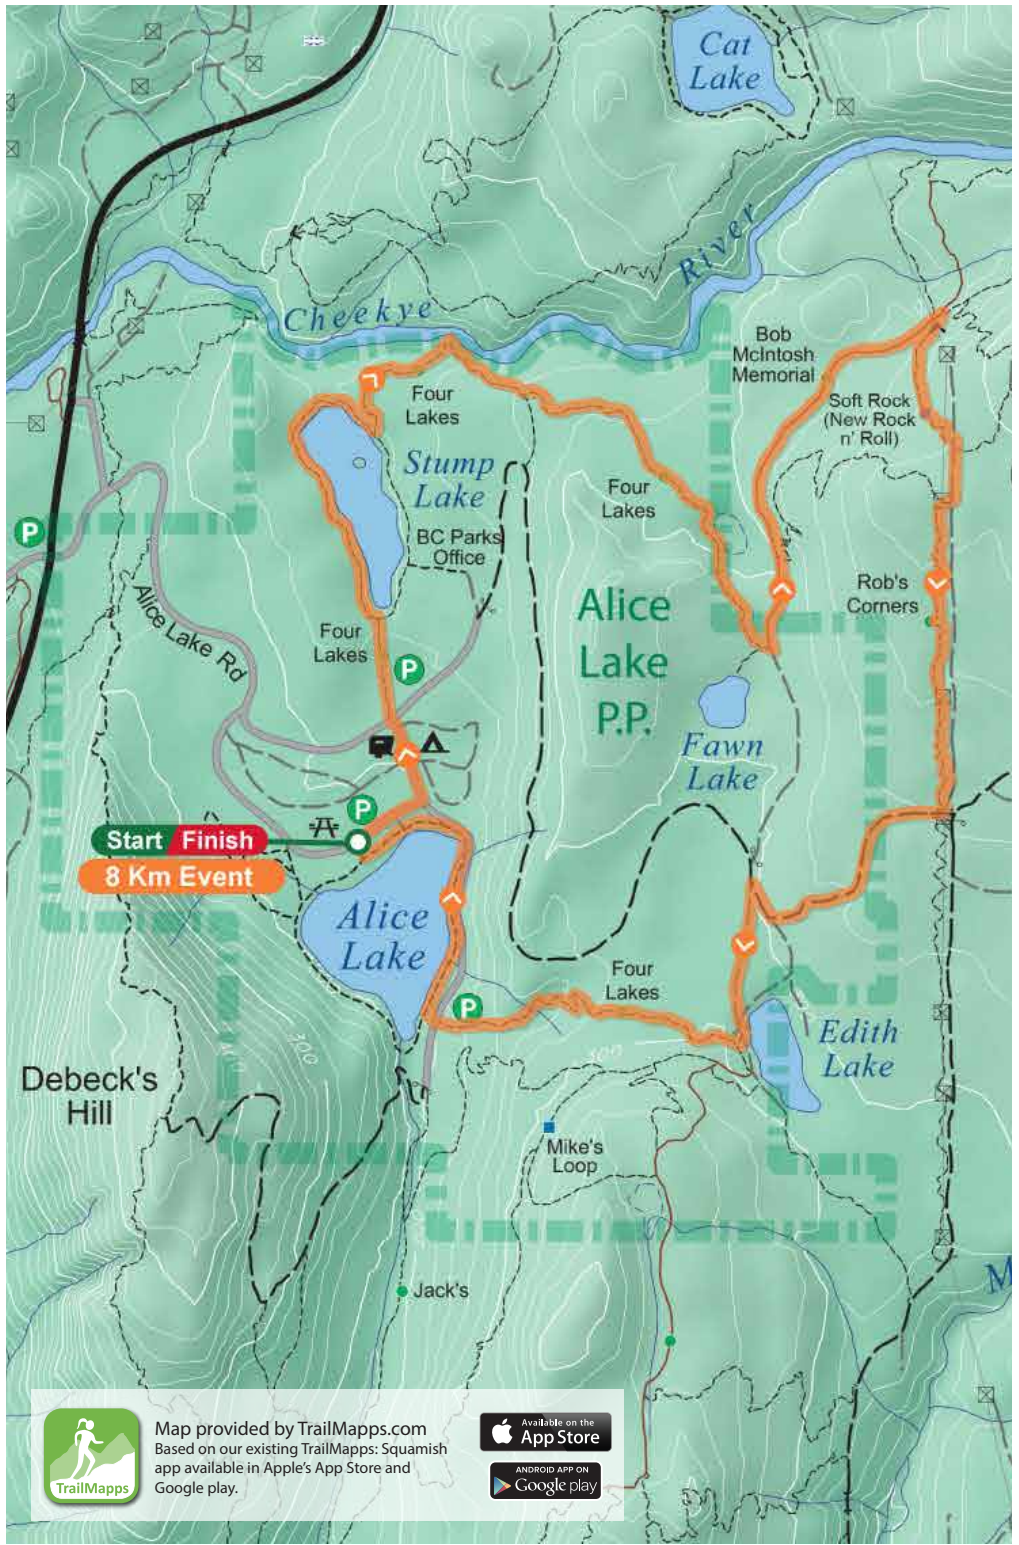 Cat
Lake
River
Cheekye
Bob
McIntosh
Memorial
Four
Lakes
Soft Rock
(New Rock
n' Roll)
Stump
Lake
Four
Lakes
P
BC Parks
Office
Alice
Lake
P.P.
Rob's
Corners
Alice Lake Rd
Four
Lakes
P
Fawn
Lake
P
Start / Finish
8 Km Event
Alice
Lake
Four
Lakes
P
Edith
Lake
300
Debeck's
Hill
Mike's
Loop
M
Jack's
TrailMapps
Map provided by TrailMapps.com
Based on our existing TrailMapps: Squamish
app available in Apple's App Store and
Google play.
Available on the
App Store
ANDROID APP ON
Google play